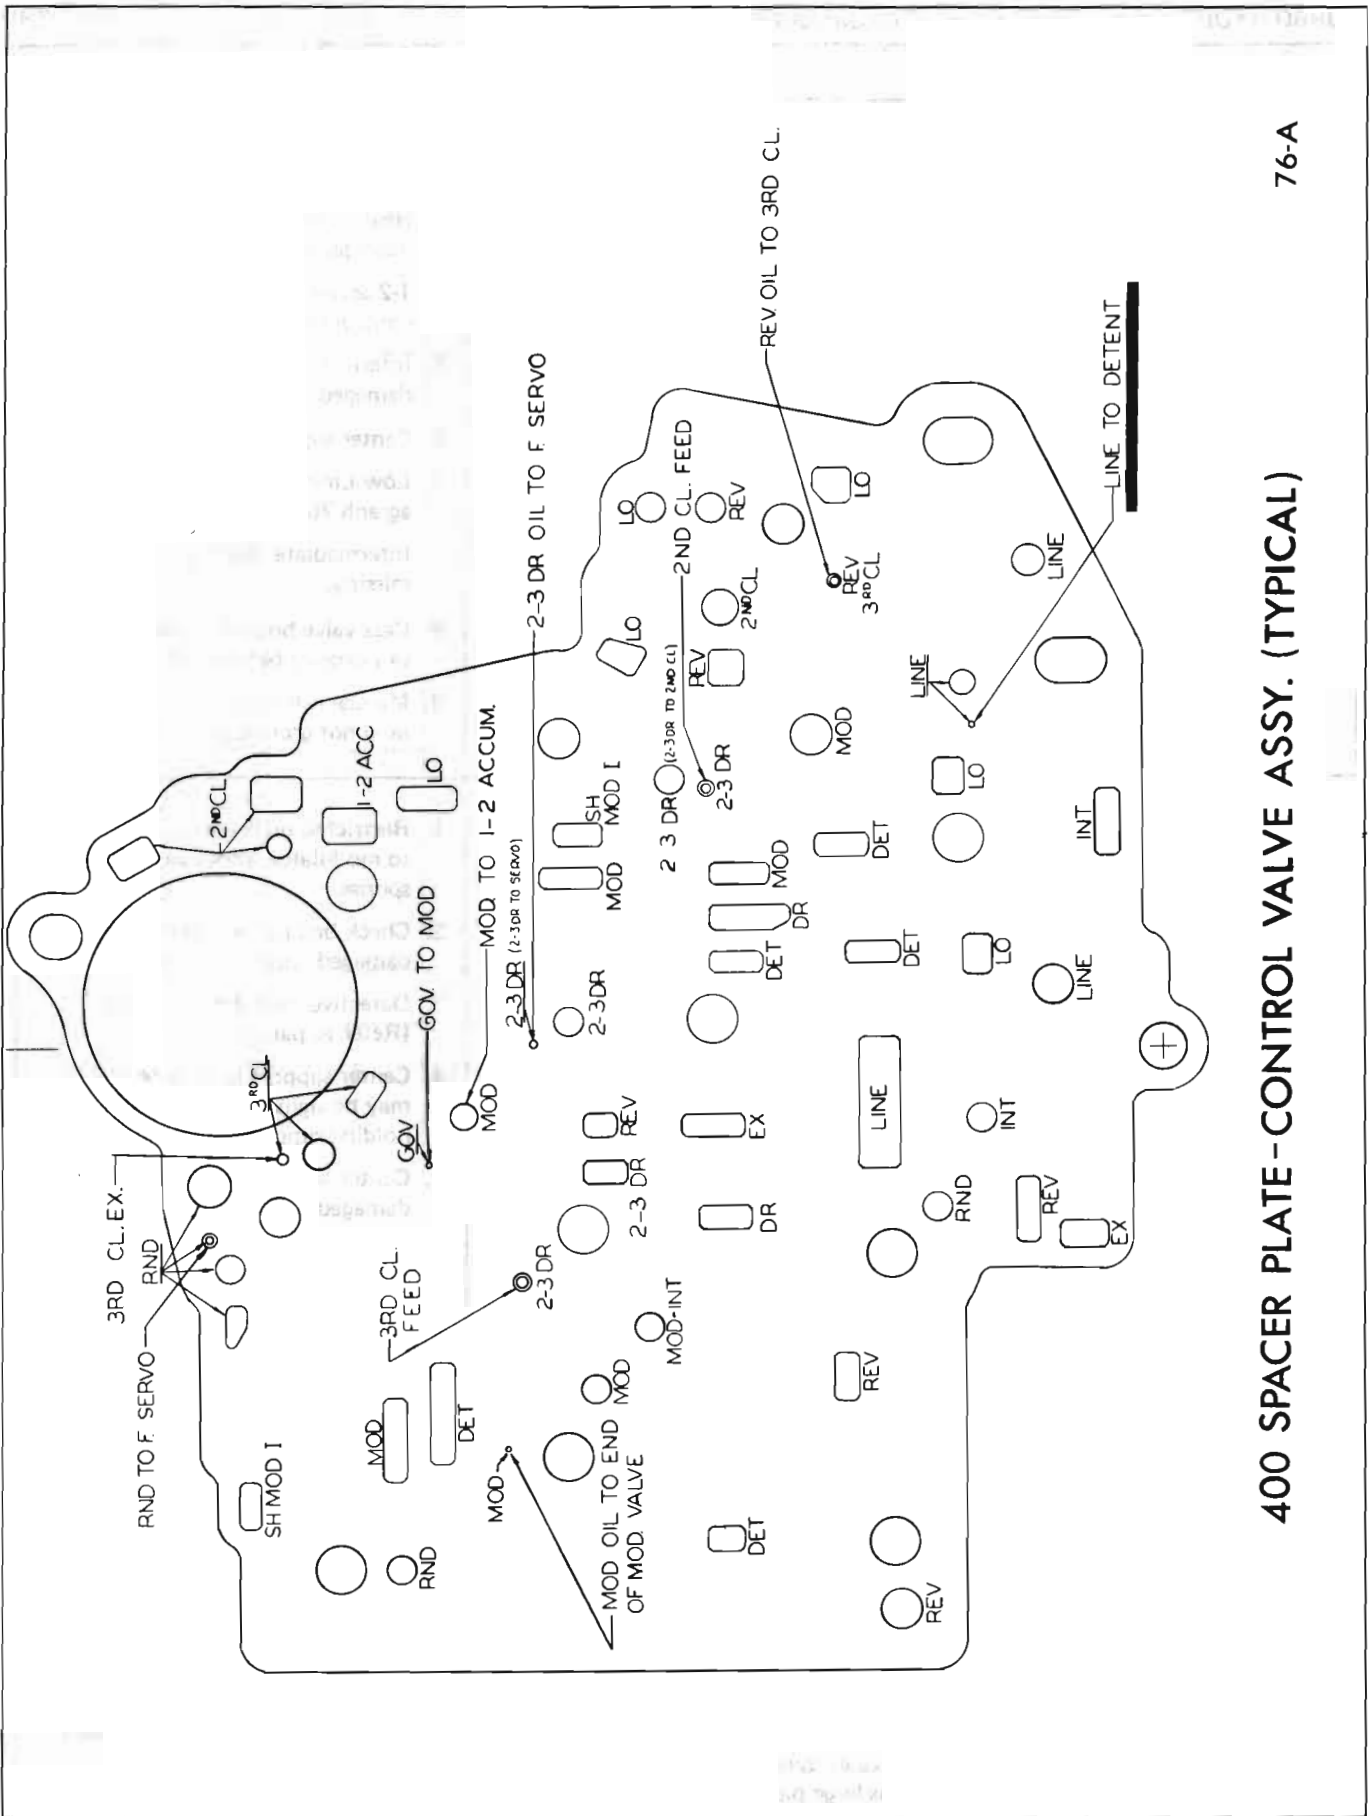 3RD CL. EX.
RND TO F. SERVO
RND
SH MOD I
RND
3RD CL
GOV. TO MOD
GOV
3RD CL.
FEED
MOD
DET
MOD
MOD OIL TO END
OF MOD. VALVE
2ND CL
1-2 ACC
LO
MOD TO 1-2 ACCUM.
MOD
2-3 DR (2-3 DR TO SERVO)
2-3 DR OIL TO F. SERVO
2-3 DR
2-3 DR
MOD
SH
MOD I
LO
LO
REV
2-3 DR
REV
MOD
MOD-INT
2 3 DR (2-3 DR TO 2ND CL)
2ND CL. FEED
REV
2ND CL
2-3 DR
DET
DR
EX
DET
DR
MOD
REV. OIL TO 3RD CL.
REV
3RD CL
LO
MOD
DET
DET
LINE
REV
REV
RND
INT
LO
LO
LINE
LINE TO DETENT
LINE
LINE
INT
REV
EX
400 SPACER PLATE-CONTROL VALVE ASSY. (TYPICAL)
76-A